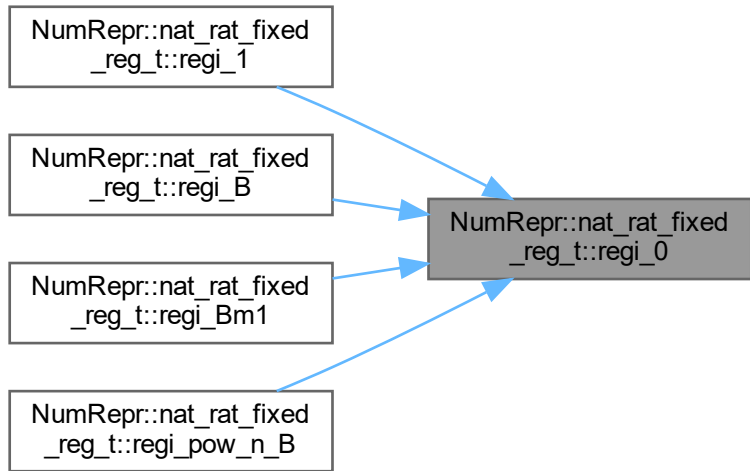 NumRepr::nat_rat_fixed
_reg_t::regi_1
NumRepr::nat_rat_fixed
_reg_t::regi_B
NumRepr::nat_rat_fixed
_reg_t::regi_0
NumRepr::nat_rat_fixed
_reg_t::regi_Bm1
NumRepr::nat_rat_fixed
_reg_t::regi_pow_n_B